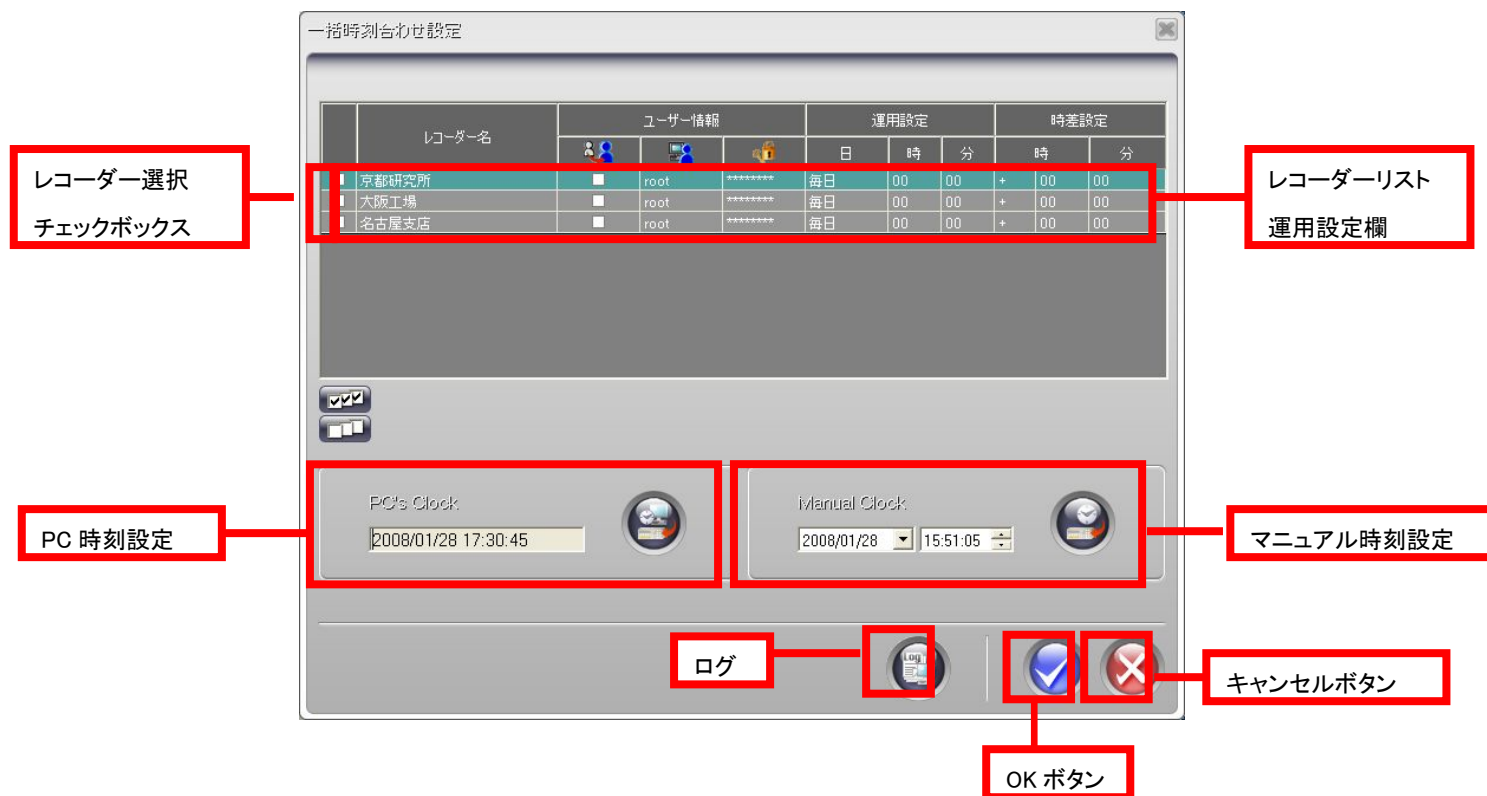 一括時刻合わせ設定
レコーダー名 ユーザー情報 運用設定 時差設定
日 時 分 時 分
京都研究所 root ******** 毎日 00 00 + 00 00
大阪工場 root ******** 毎日 00 00 + 00 00
名古屋支店 root ******** 毎日 00 00 + 00 00
レコーダー選択
チェックボックス
レコーダーリスト
運用設定欄
PC's Clock
2008/01/28 17:30:45
Manual Clock
2008/01/28 15:51:05
PC 時刻設定
マニュアル時刻設定
ログ
Log
キャンセルボタン
OK ボタン